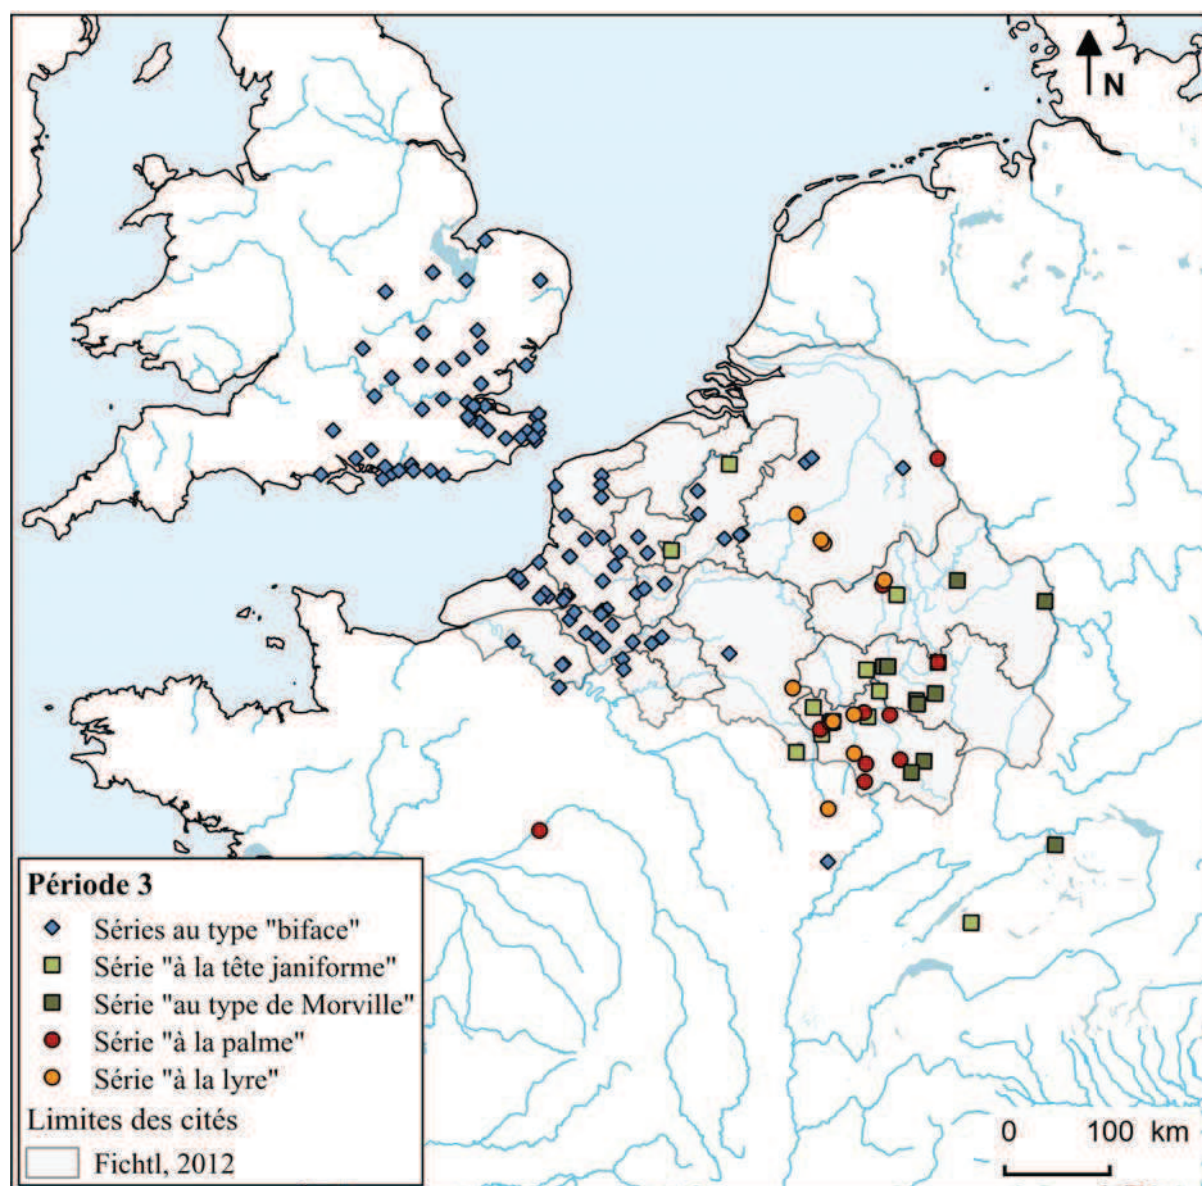 N
Période 3
Séries au type "biface"
Série "à la tête janiforme"
Série "au type de Morville"
Série "à la palme"
Série "à la lyre"
Limites des cités
Fichtl, 2012
0 100 km